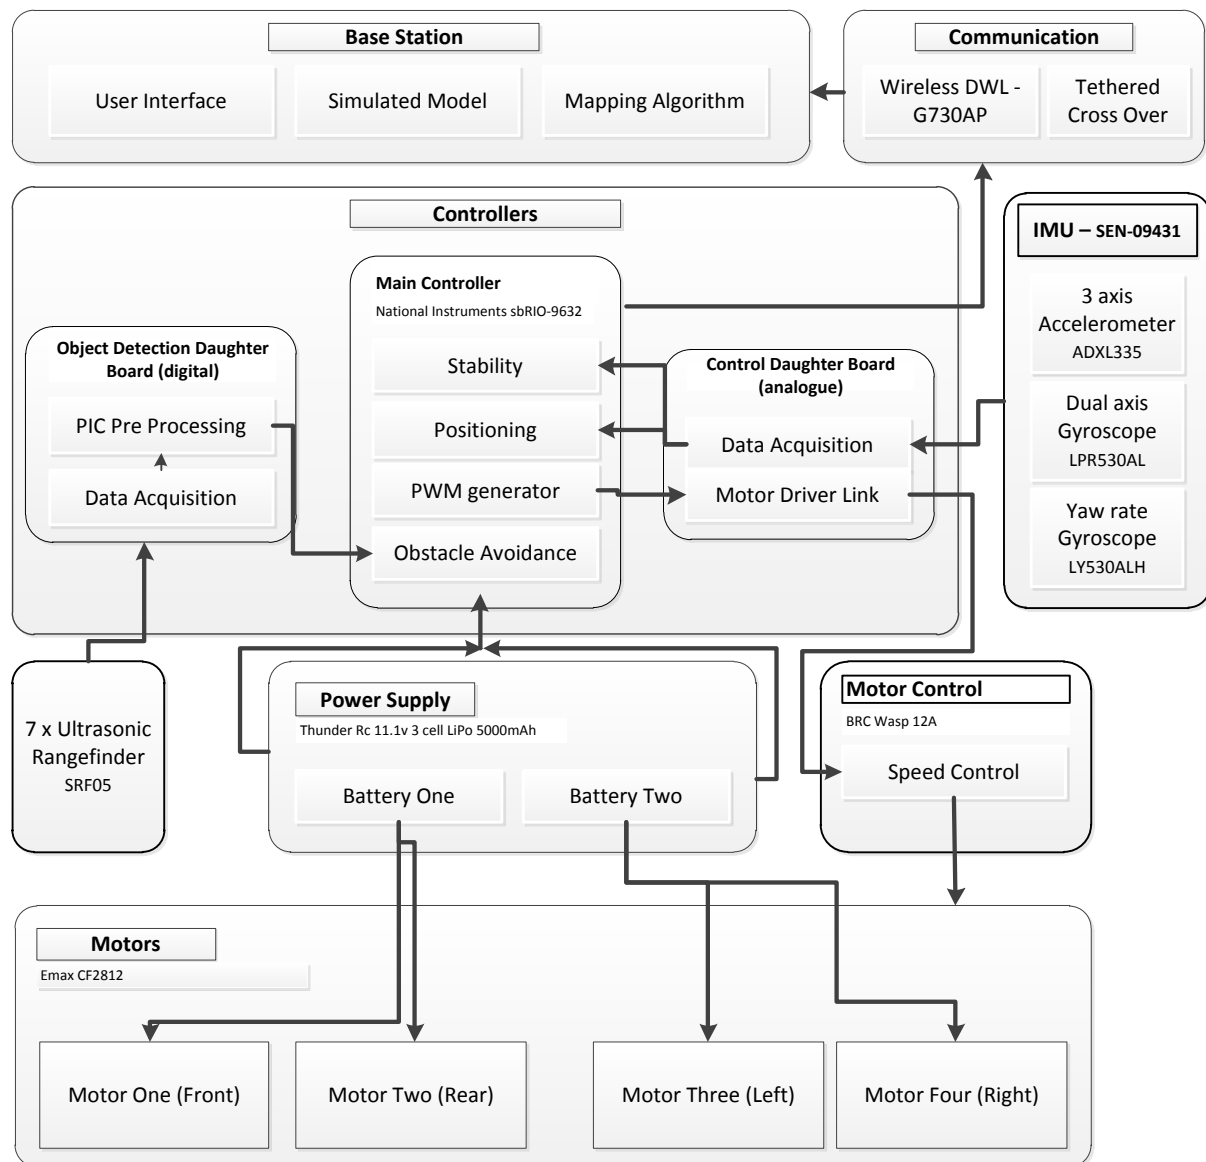 Base Station
User Interface
Simulated Model
Mapping Algorithm
Communication
Wireless DWL -
G730AP
Tethered
Cross Over
Controllers
Main Controller
National Instruments sbRIO-9632
Stability
Positioning
PWM generator
Obstacle Avoidance
Object Detection Daughter
Board (digital)
PIC Pre Processing
Data Acquisition
Control Daughter Board
(analogue)
Data Acquisition
Motor Driver Link
IMU – SEN-09431
3 axis
Accelerometer
ADXL335
Dual axis
Gyroscope
LPR530AL
Yaw rate
Gyroscope
LY530ALH
7 x Ultrasonic
Rangefinder
SRF05
Power Supply
Thunder Rc 11.1v 3 cell LiPo 5000mAh
Battery One
Battery Two
Motor Control
BRC Wasp 12A
Speed Control
Motors
Emax CF2812
Motor One (Front)
Motor Two (Rear)
Motor Three (Left)
Motor Four (Right)